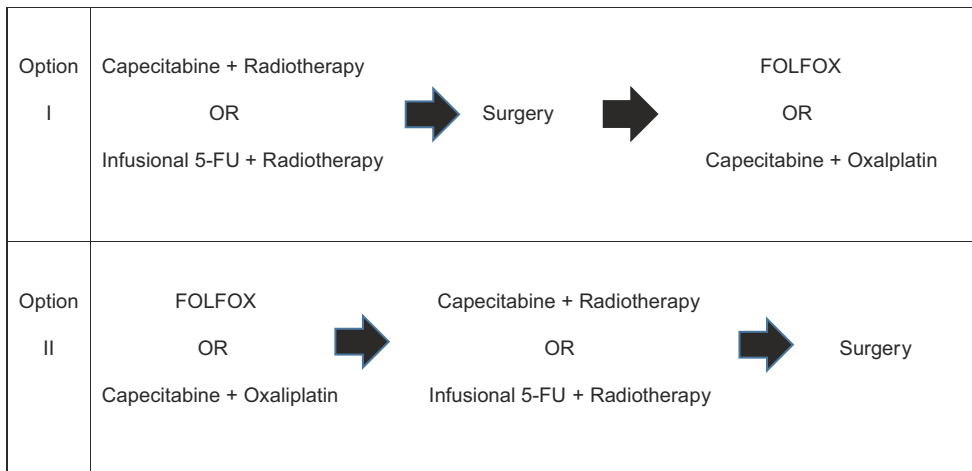 Option
I
Capecitabine + Radiotherapy
OR
Infusional 5-FU + Radiotherapy
Surgery
FOLFOX
OR
Capecitabine + Oxalplatin
Option
II
FOLFOX
OR
Capecitabine + Oxaliplatin
Capecitabine + Radiotherapy
OR
Infusional 5-FU + Radiotherapy
Surgery